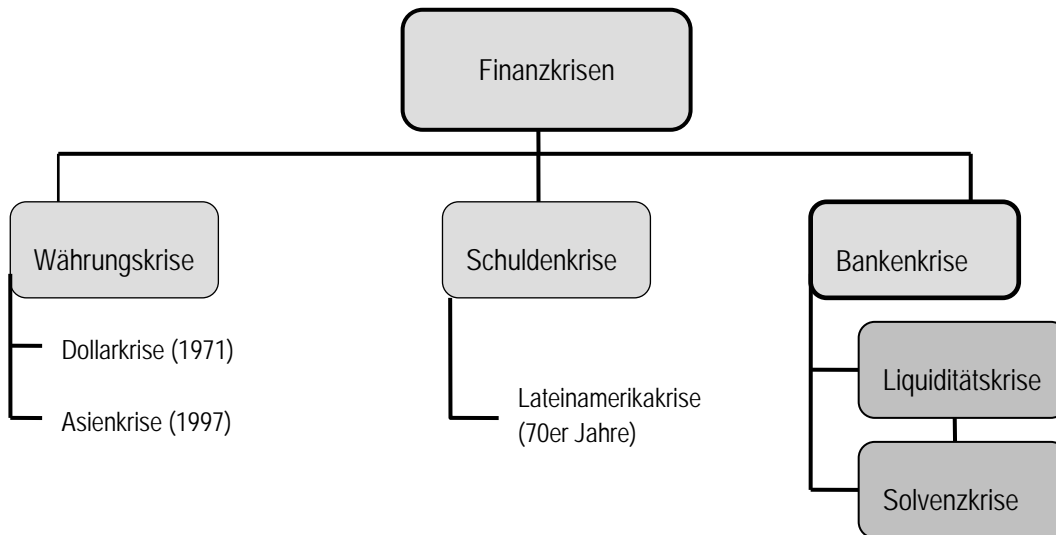 Finanzkrisen
Währungskrise
Dollarkrise (1971)
Asienkrise (1997)
Schuldenkrise
Lateinamerikakrise
(70er Jahre)
Bankenkrise
Liquiditätskrise
Solvenzkrise